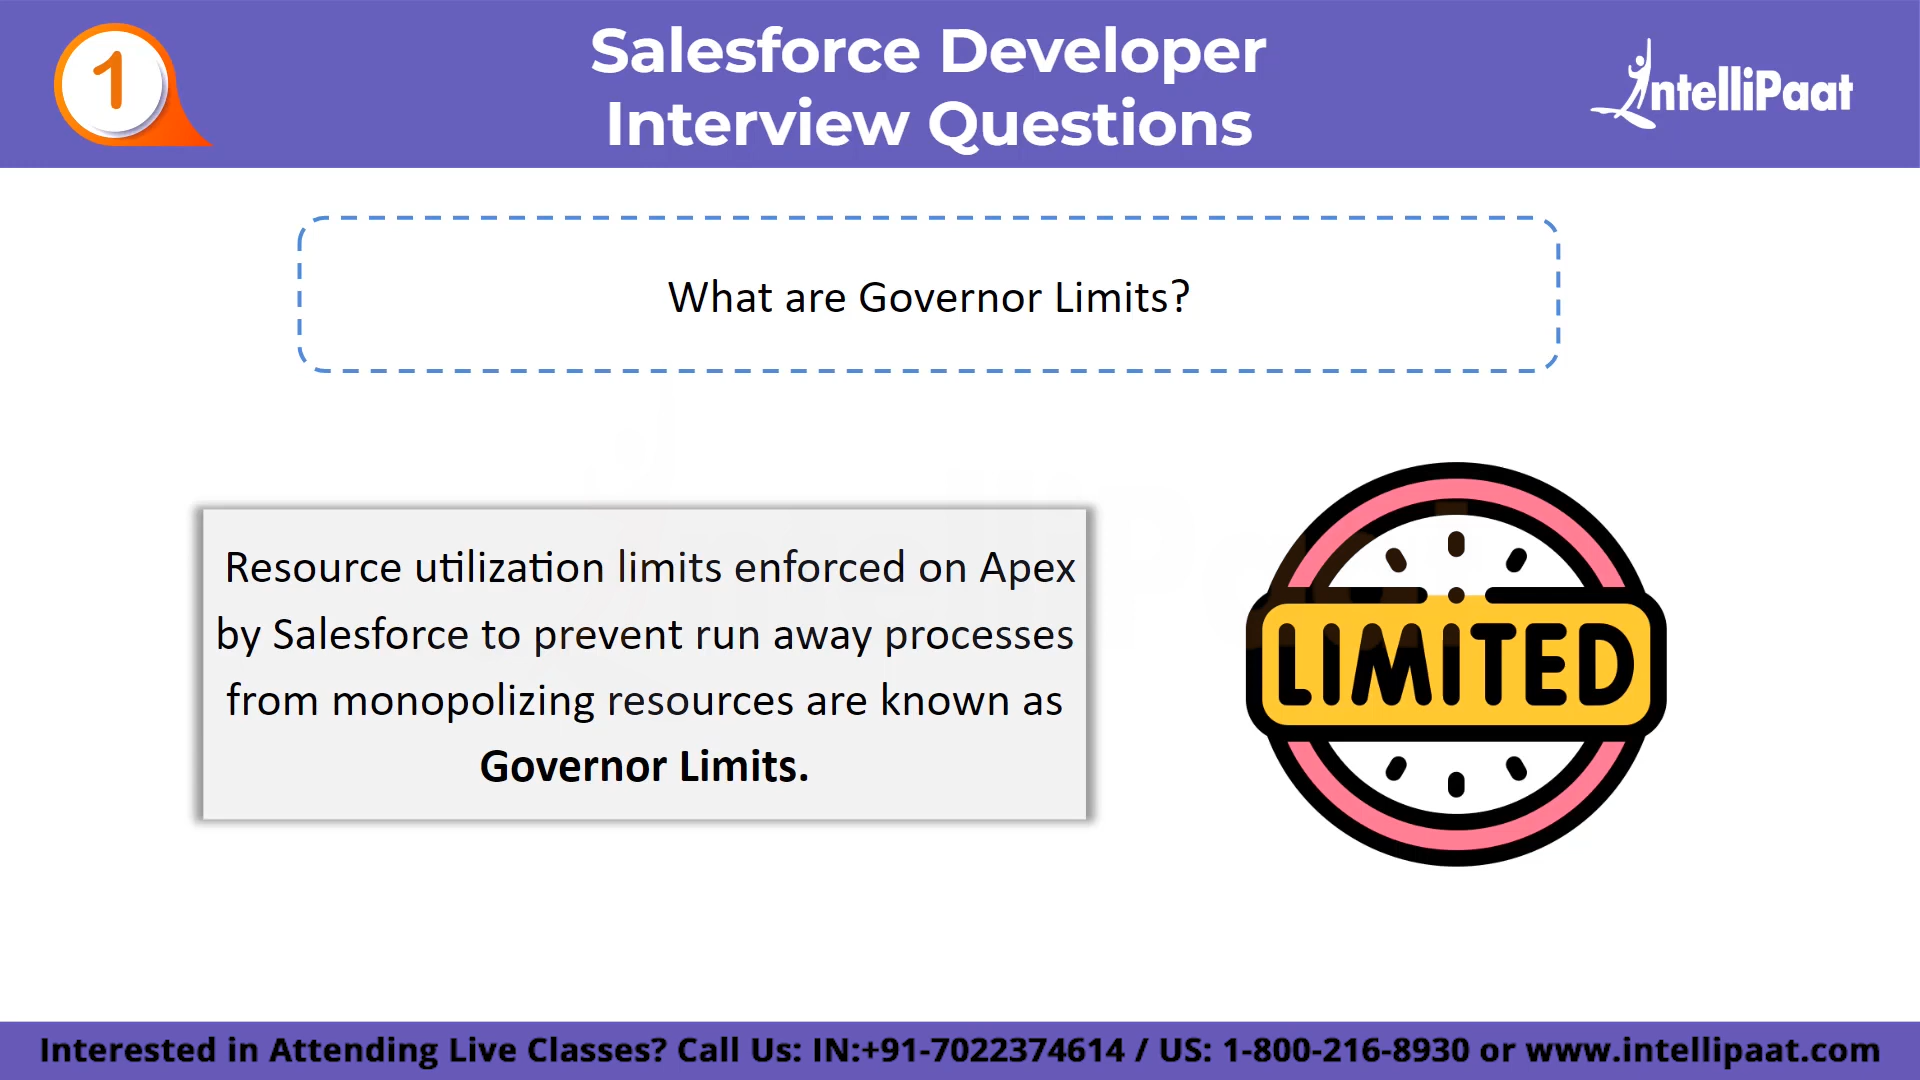 1
Salesforce Developer
Interview Questions
IntelliPaat
What are Governor Limits?
Resource utilization limits enforced on Apex
by Salesforce to prevent run away processes
from monopolizing resources are known as
Governor Limits.
LIMITED
Interested in Attending Live Classes? Call Us: IN:+91-7022374614 / US: 1-800-216-8930 or www.intellipaat.com